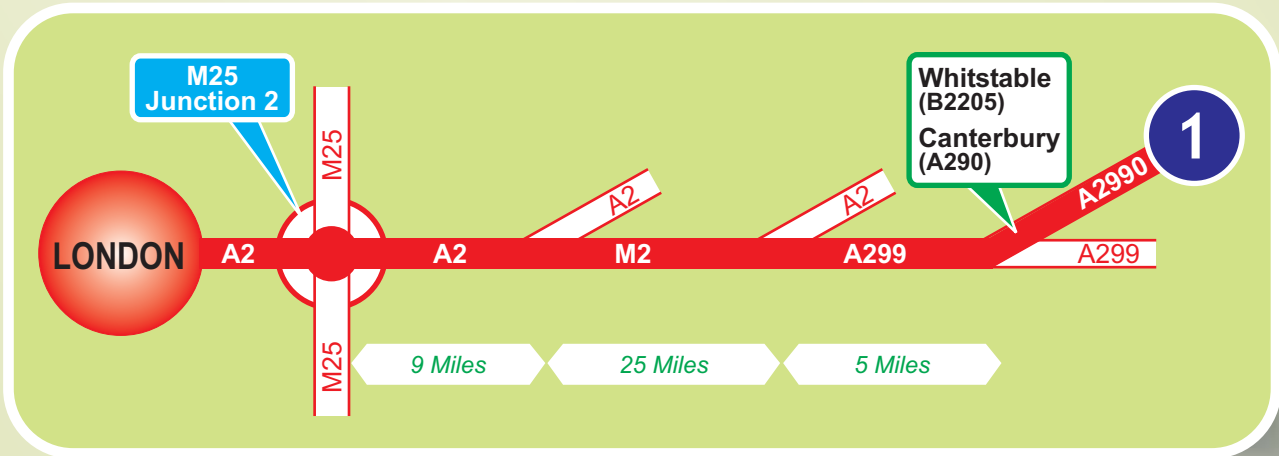 M25
Junction 2
Whitstable
(B2205)
Canterbury
(A290)
1
M25
A2
A2
A2990
LONDON
A2
A2
M2
A299
A299
M25
9 Miles
25 Miles
5 Miles